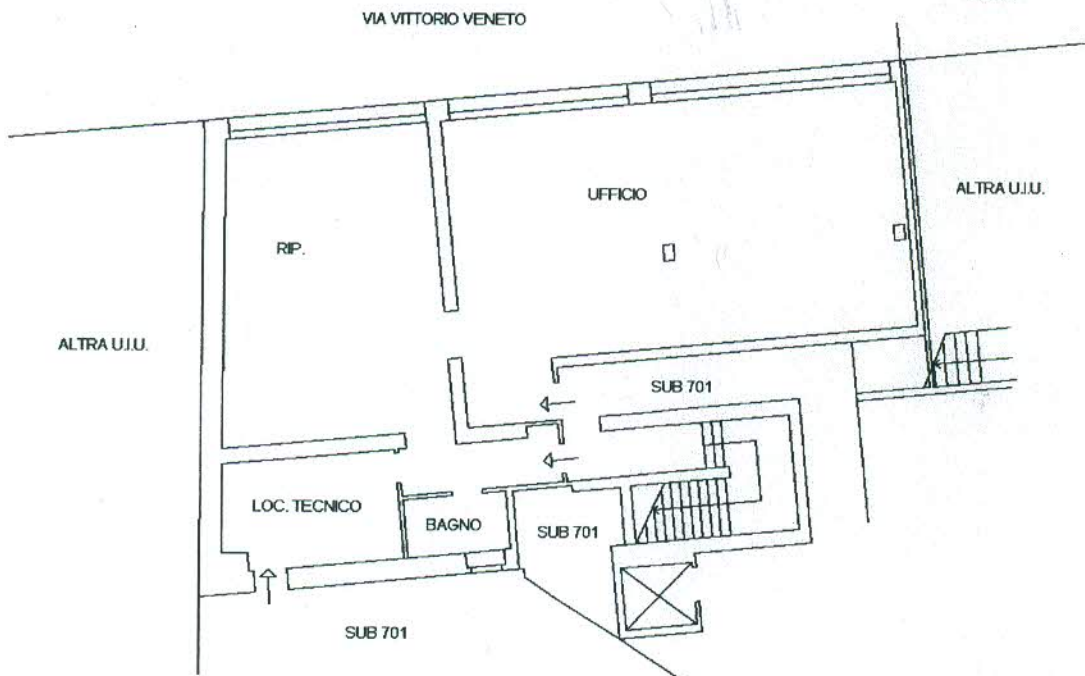 VIA VITTORIO VENETO
UFFICIO
ALTRA U.I.U.
RIP.
ALTRA U.I.U.
SUB 701
LOC. TECNICO
BAGNO
SUB 701
SUB 701